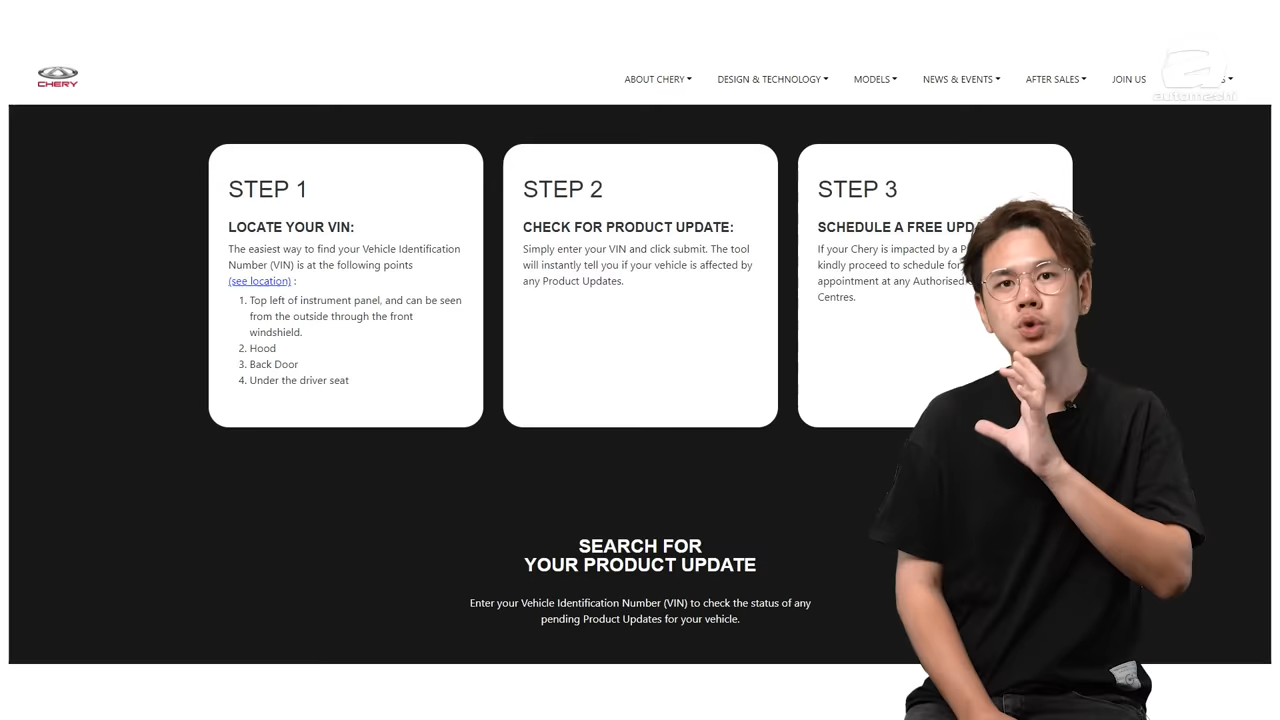 CHERY
ABOUT CHERY
DESIGN & TECHNOLOGY
MODELS
NEWS & EVENTS
AFTER SALES
JOIN US
automachi
STEP 1
LOCATE YOUR VIN:
The easiest way to find your Vehicle Identification
Number (VIN) is at the following points
(see location) :
1. Top left of instrument panel, and can be seen
from the outside through the front
windshield.
2. Hood
3. Back Door
4. Under the driver seat
STEP 2
CHECK FOR PRODUCT UPDATE:
Simply enter your VIN and click submit. The tool
will instantly tell you if your vehicle is affected by
any Product Updates.
STEP 3
SCHEDULE A FREE
If your Chery is impacted by a
kindly proceed to schedule for
appointment at any Authorised
Centres.
SEARCH FOR
YOUR PRODUCT UPDATE
Enter your Vehicle Identification Number (VIN) to check the status of any
pending Product Updates for your vehicle.